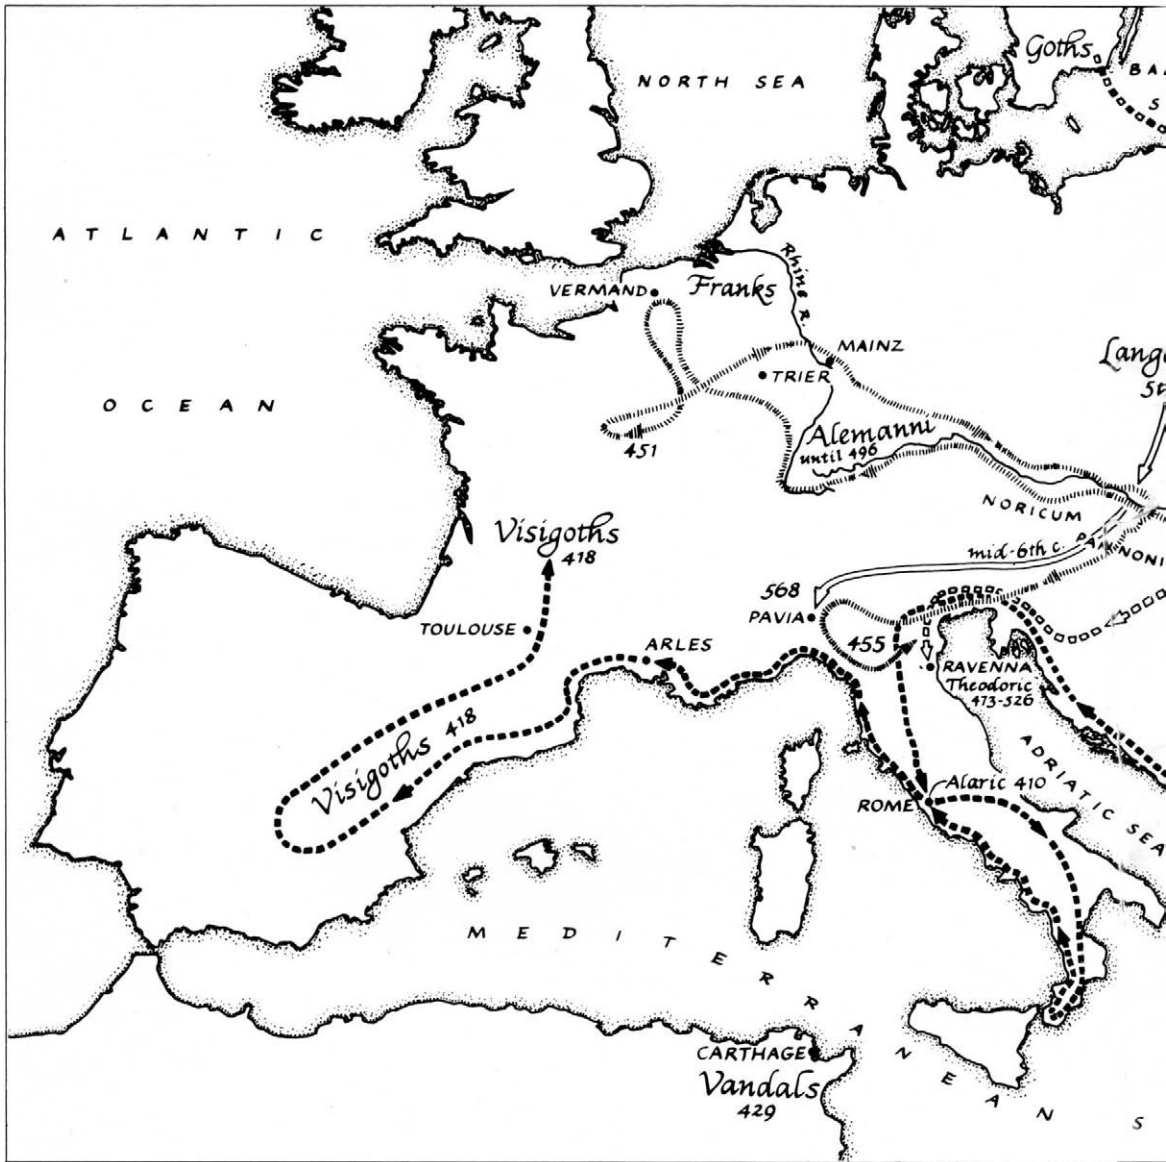 Goths
NORTH SEA
ATLANTIC
Rhine R.
VERMAND
Franks
MAINZ
TRIER
OCEAN
Alemanni
until 496
451
NORICUM
Visigoths
418
mid-6th c.
568
PAVIA
TOULOUSE
ARLES
455
RAVENNA
Theodoric
473-526
Visigoths 418
ADRIATIC SEA
Alaric 410
ROME
MEDITERRANEAN S
CARTHAGE
Vandals
429